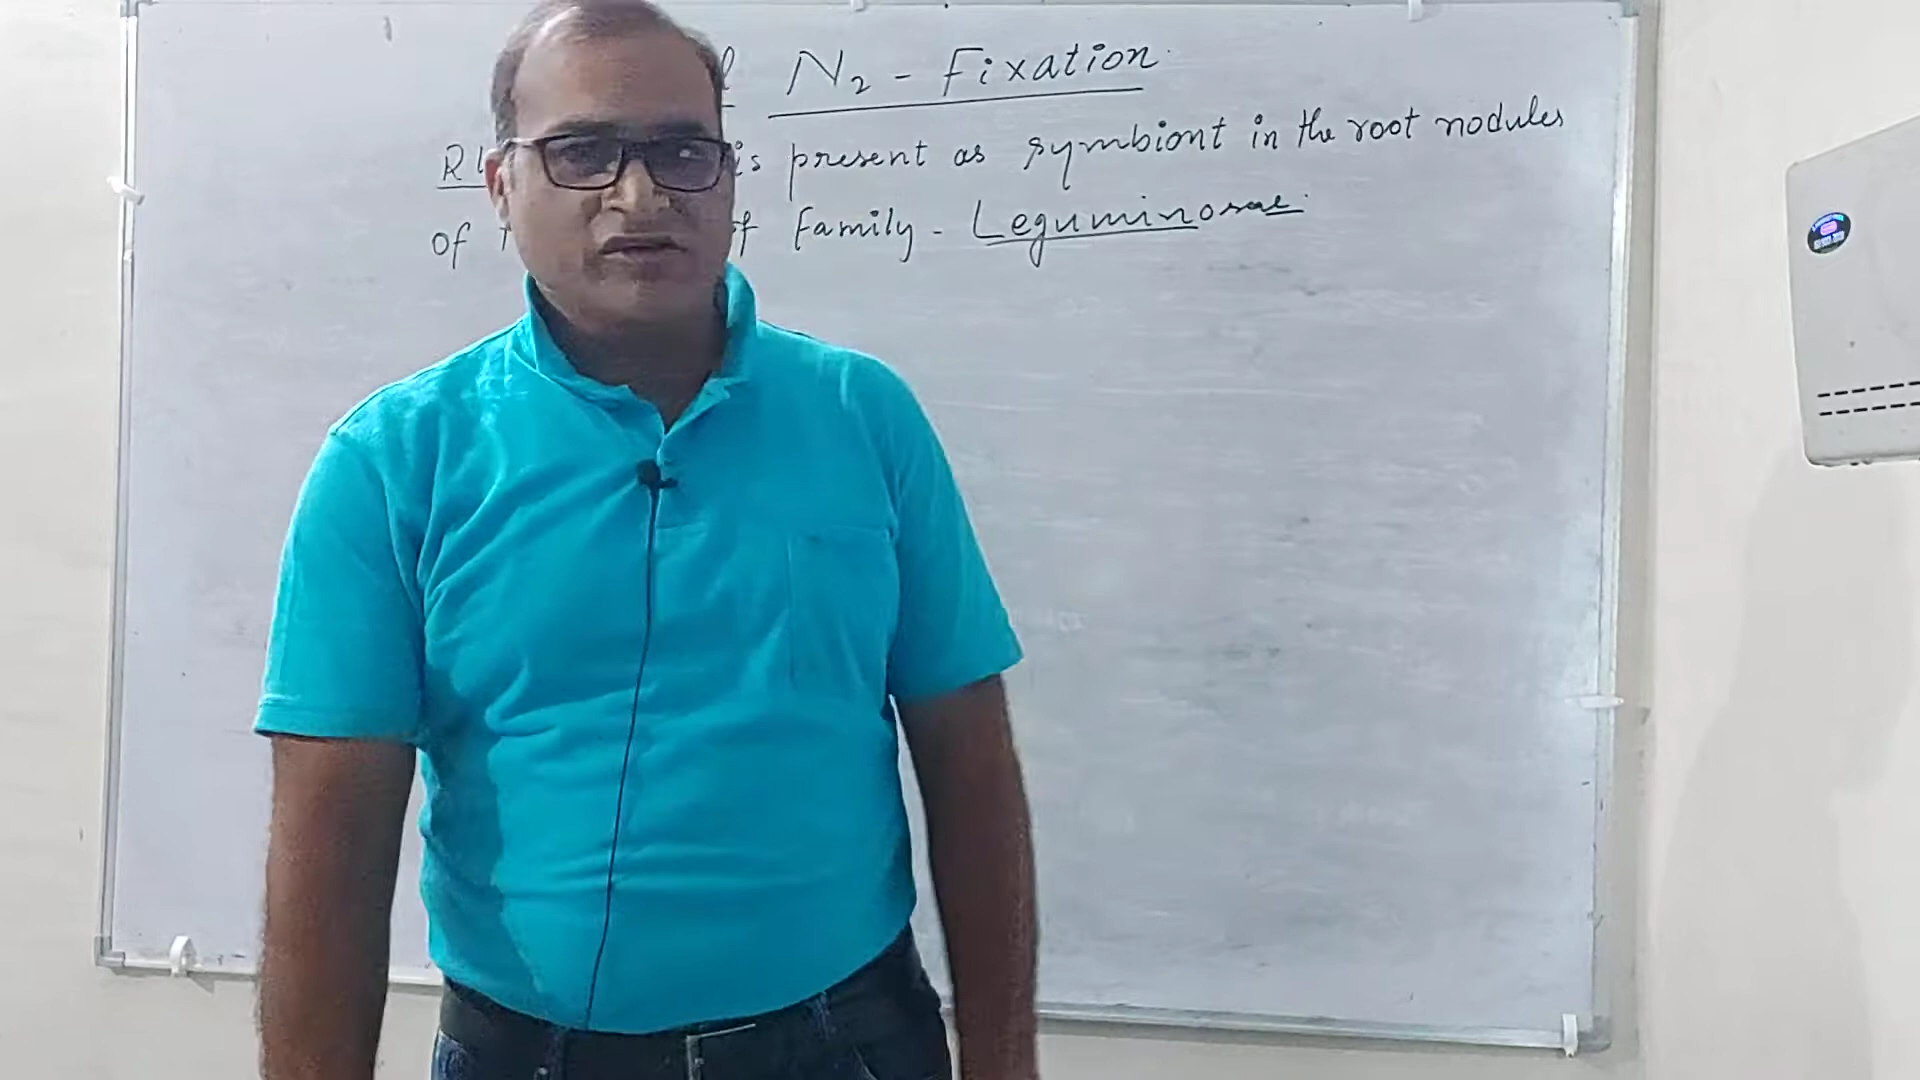 N₂ - Fixation
is present as symbiont in the root nodules
of Family - Leguminosae.